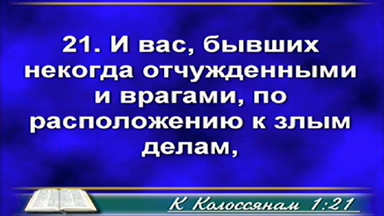 21. И вас, бывших
некогда отчужденными
и врагами, по
расположению к злым
делам,
К Колоссянам 1:21